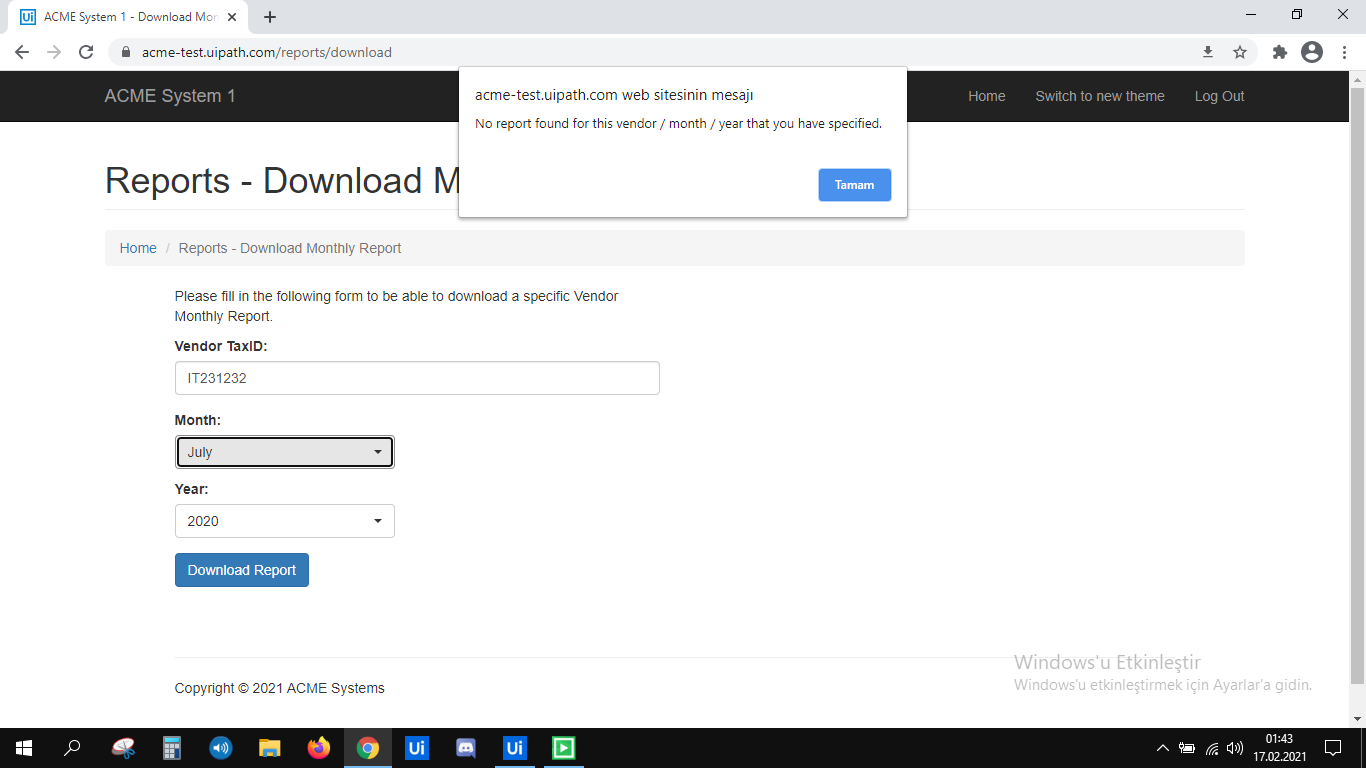 ACME System 1 - Download Mon
acme-test.uipath.com/reports/download
acme-test.uipath.com web sitesinin mesajı
No report found for this vendor / month / year that you have specified.
Tamam
ACME System 1
Home
Switch to new theme
Log Out
Reports - Download M
Home / Reports - Download Monthly Report
Please fill in the following form to be able to download a specific Vendor
Monthly Report.
Vendor TaxID:
IT231232
Month:
July
Year:
2020
Download Report
Copyright © 2021 ACME Systems
Windows'u Etkinleştir
Windows'u etkinleştirmek için Ayarlar'a gidin.
Ui
Ui
01:43
17.02.2021